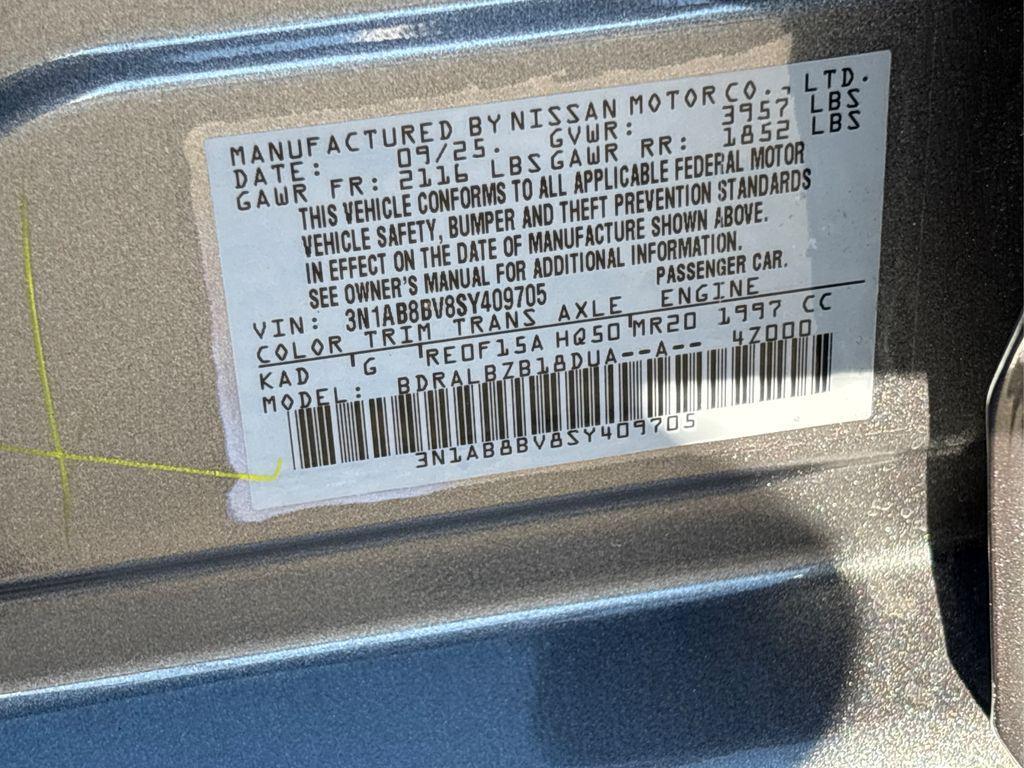 MANUFACTURED BY NISSAN MOTOR CO., LTD.
DATE: 09/25. GVWR: 3957 LBS
GAWR FR: 2116 LBS GAWR RR: 1852 LBS
THIS VEHICLE CONFORMS TO ALL APPLICABLE FEDERAL MOTOR
VEHICLE SAFETY, BUMPER AND THEFT PREVENTION STANDARDS
IN EFFECT ON THE DATE OF MANUFACTURE SHOWN ABOVE.
SEE OWNER'S MANUAL FOR ADDITIONAL INFORMATION.
VIN: 3N1AB8BV8SY409705 PASSENGER CAR.
COLOR TRIM TRANS AXLE ENGINE
KAD G RE0F15A HQ50 MR20 1997 CC
MODEL: BDRALBZB18DUA--A-- 4Z000
3N1AB8BV8SY409705